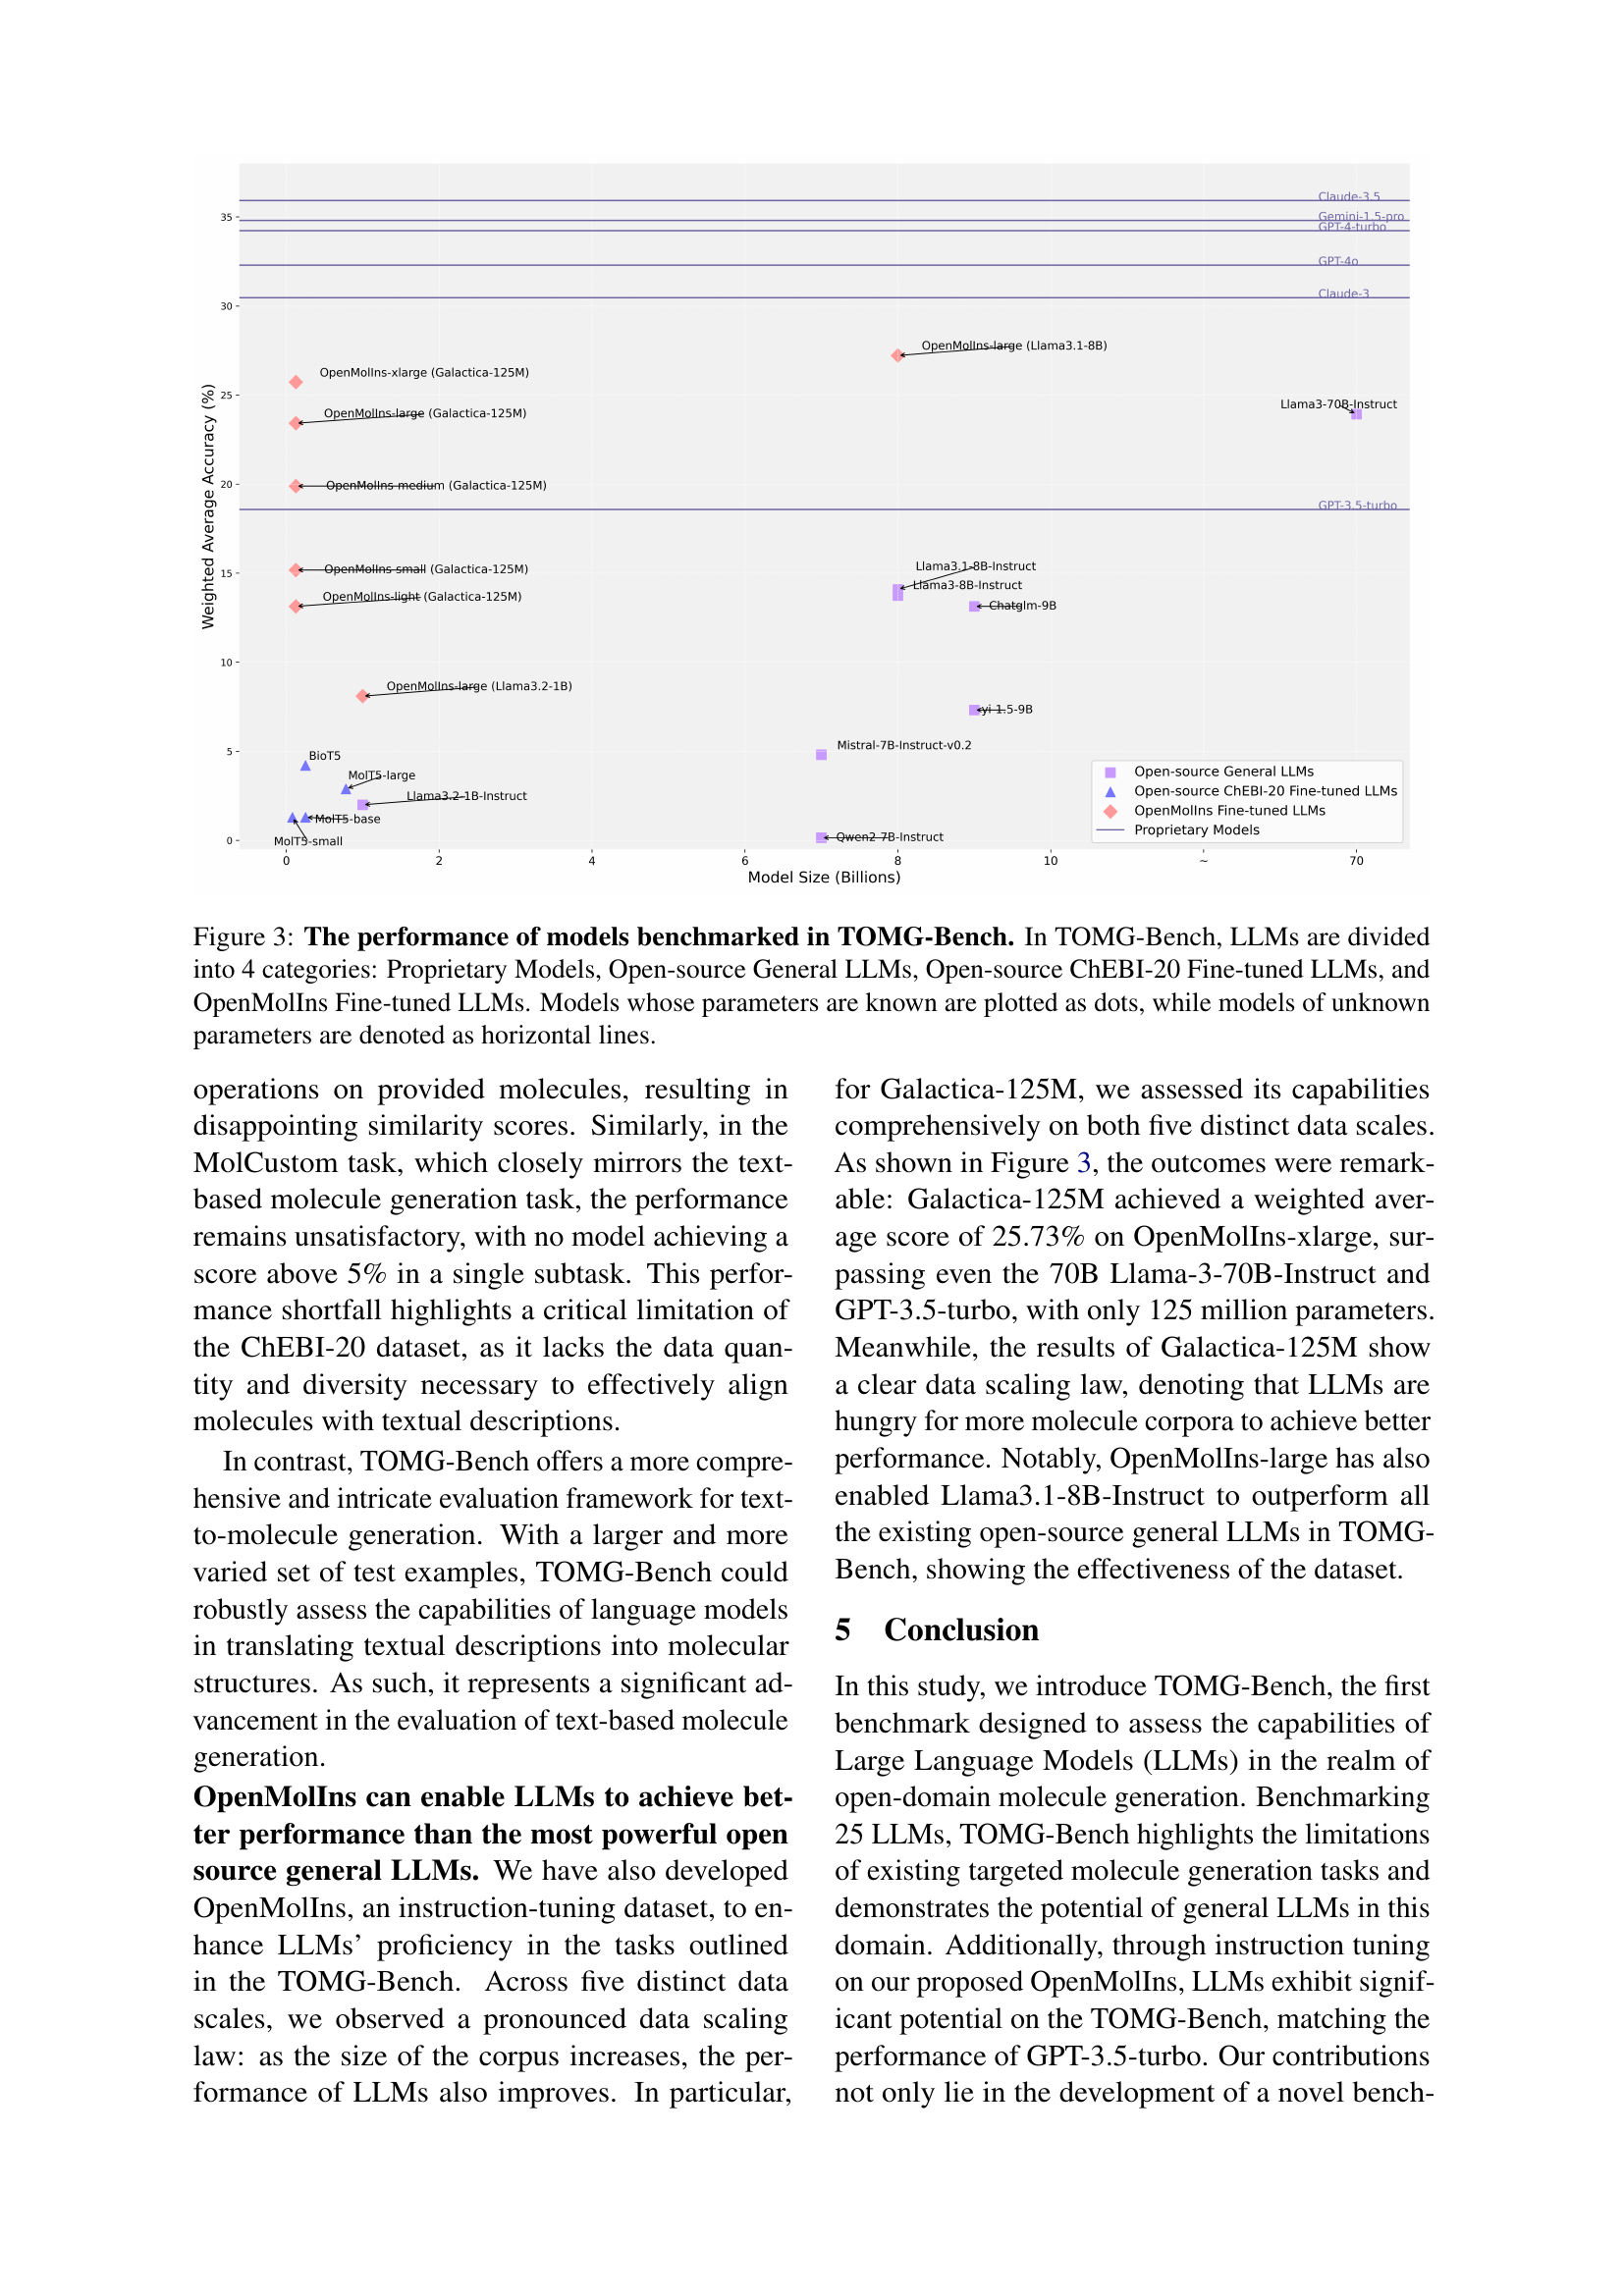 Claude-3.5
Gemini-1.5-pro
GPT-4-turbo
GPT-4o
Claude-3
GPT-3.5-turbo
OpenMolIns-large (Llama3.1-8B)
OpenMolIns-xlarge (Galactica-125M)
OpenMolIns-large (Galactica-125M)
Llama3-70B-Instruct
OpenMolIns-medium (Galactica-125M)
OpenMolIns-small (Galactica-125M)
OpenMolIns-light (Galactica-125M)
Llama3.1-8B-Instruct
Llama3-8B-Instruct
Chatglm-9B
OpenMolIns-large (Llama3.2-1B)
yi-1.5-9B
Mistral-7B-Instruct-v0.2
BioT5
MolT5-large
Llama3.2-1B-Instruct
MolT5-base
MolT5-small
Qwen2-7B-Instruct
Open-source General LLMs
Open-source ChEBI-20 Fine-tuned LLMs
OpenMolIns Fine-tuned LLMs
Proprietary Models
35
30
25
20
15
10
5
0
Weighted Average Accuracy (%)
0 2 4 6 8 10 ~ 70
Model Size (Billions)
Figure 3: The performance of models benchmarked in TOMG-Bench. In TOMG-Bench, LLMs are divided
into 4 categories: Proprietary Models, Open-source General LLMs, Open-source ChEBI-20 Fine-tuned LLMs, and
OpenMolIns Fine-tuned LLMs. Models whose parameters are known are plotted as dots, while models of unknown
parameters are denoted as horizontal lines.
operations on provided molecules, resulting in
disappointing similarity scores. Similarly, in the
MolCustom task, which closely mirrors the text-
based molecule generation task, the performance
remains unsatisfactory, with no model achieving a
score above 5% in a single subtask. This perfor-
mance shortfall highlights a critical limitation of
the ChEBI-20 dataset, as it lacks the data quan-
tity and diversity necessary to effectively align
molecules with textual descriptions.
In contrast, TOMG-Bench offers a more compre-
hensive and intricate evaluation framework for text-
to-molecule generation. With a larger and more
varied set of test examples, TOMG-Bench could
robustly assess the capabilities of language models
in translating textual descriptions into molecular
structures. As such, it represents a significant ad-
vancement in the evaluation of text-based molecule
generation.
OpenMolIns can enable LLMs to achieve bet-
ter performance than the most powerful open
source general LLMs. We have also developed
OpenMolIns, an instruction-tuning dataset, to en-
hance LLMs' proficiency in the tasks outlined
in the TOMG-Bench. Across five distinct data
scales, we observed a pronounced data scaling
law: as the size of the corpus increases, the per-
formance of LLMs also improves. In particular,
for Galactica-125M, we assessed its capabilities
comprehensively on both five distinct data scales.
As shown in Figure 3, the outcomes were remark-
able: Galactica-125M achieved a weighted aver-
age score of 25.73% on OpenMolIns-xlarge, sur-
passing even the 70B Llama-3-70B-Instruct and
GPT-3.5-turbo, with only 125 million parameters.
Meanwhile, the results of Galactica-125M show
a clear data scaling law, denoting that LLMs are
hungry for more molecule corpora to achieve better
performance. Notably, OpenMolIns-large has also
enabled Llama3.1-8B-Instruct to outperform all
the existing open-source general LLMs in TOMG-
Bench, showing the effectiveness of the dataset.
5 Conclusion
In this study, we introduce TOMG-Bench, the first
benchmark designed to assess the capabilities of
Large Language Models (LLMs) in the realm of
open-domain molecule generation. Benchmarking
25 LLMs, TOMG-Bench highlights the limitations
of existing targeted molecule generation tasks and
demonstrates the potential of general LLMs in this
domain. Additionally, through instruction tuning
on our proposed OpenMolIns, LLMs exhibit signif-
icant potential on the TOMG-Bench, matching the
performance of GPT-3.5-turbo. Our contributions
not only lie in the development of a novel bench-